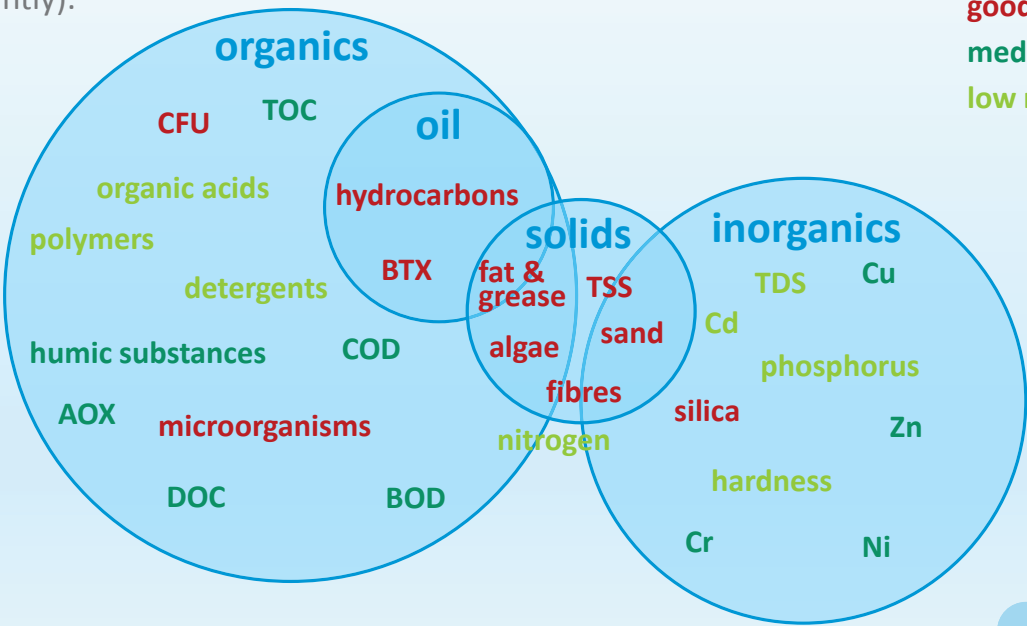 good
med
low
organics
CFU
TOC
oil
organic acids
hydrocarbons
polymers
solids
inorganics
BTX
fat &
grease
TSS
TDS
Cu
detergents
Cd
sand
humic substances
COD
algae
phosphorus
fibres
AOX
microorganisms
silica
Zn
nitrogen
hardness
DOC
BOD
Cr
Ni